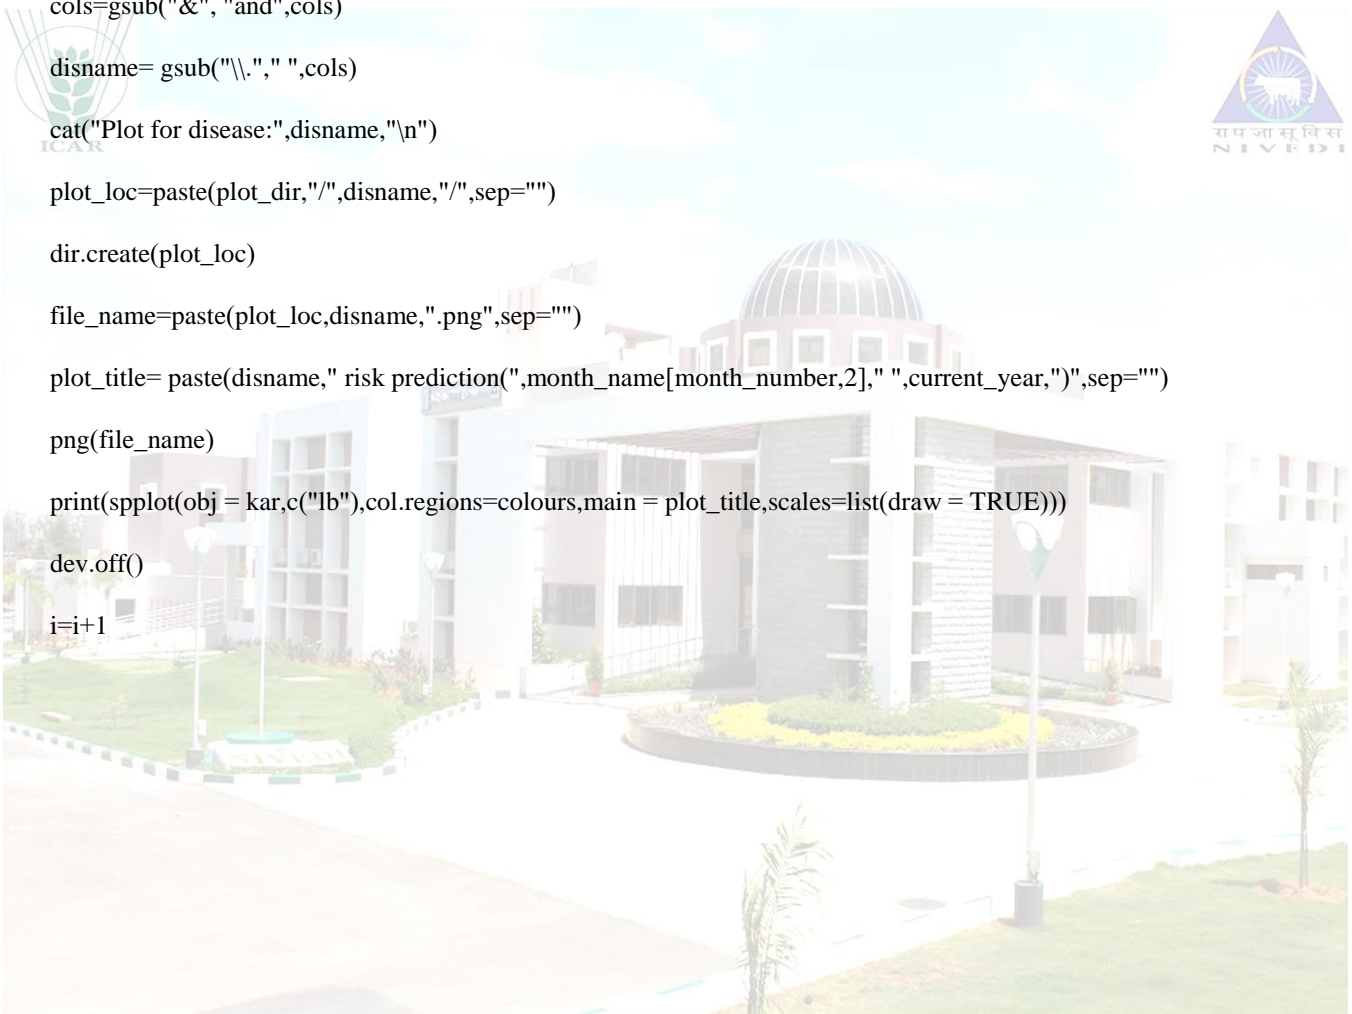 cols=gsub("&", "and",cols)
disname= gsub("\\."," ",cols)
cat("Plot for disease:",disname,"\n")
ICAR
रा प जा सू वि सं
NIVEDI
plot_loc=paste(plot_dir,"/",disname,"/",sep="")
dir.create(plot_loc)
file_name=paste(plot_loc,disname,".png",sep="")
plot_title= paste(disname," risk prediction(",month_name[month_number,2]," ",current_year,")",sep="")
png(file_name)
print(spplot(obj = kar,c("lb"),col.regions=colours,main = plot_title,scales=list(draw = TRUE)))
dev.off()
i=i+1
NIVEDI